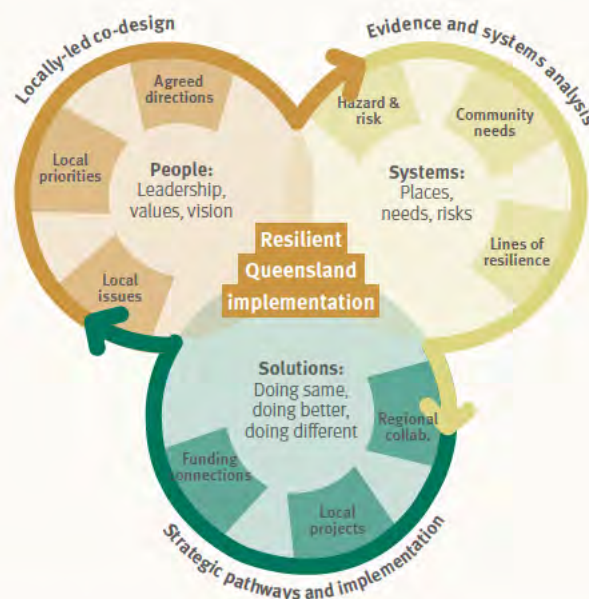 Locally-led co-design
Agreed
directions
Local
priorities
Local
issues
People:
Leadership,
values, vision
Evidence and systems analysis
Hazard &
risk
Community
needs
Lines of
resilience
Systems:
Places,
needs, risks
Resilient
Queensland
implementation
Solutions:
Doing same,
doing better,
doing different
Regional
collab.
Local
projects
Funding
connections
Strategic pathways and implementation